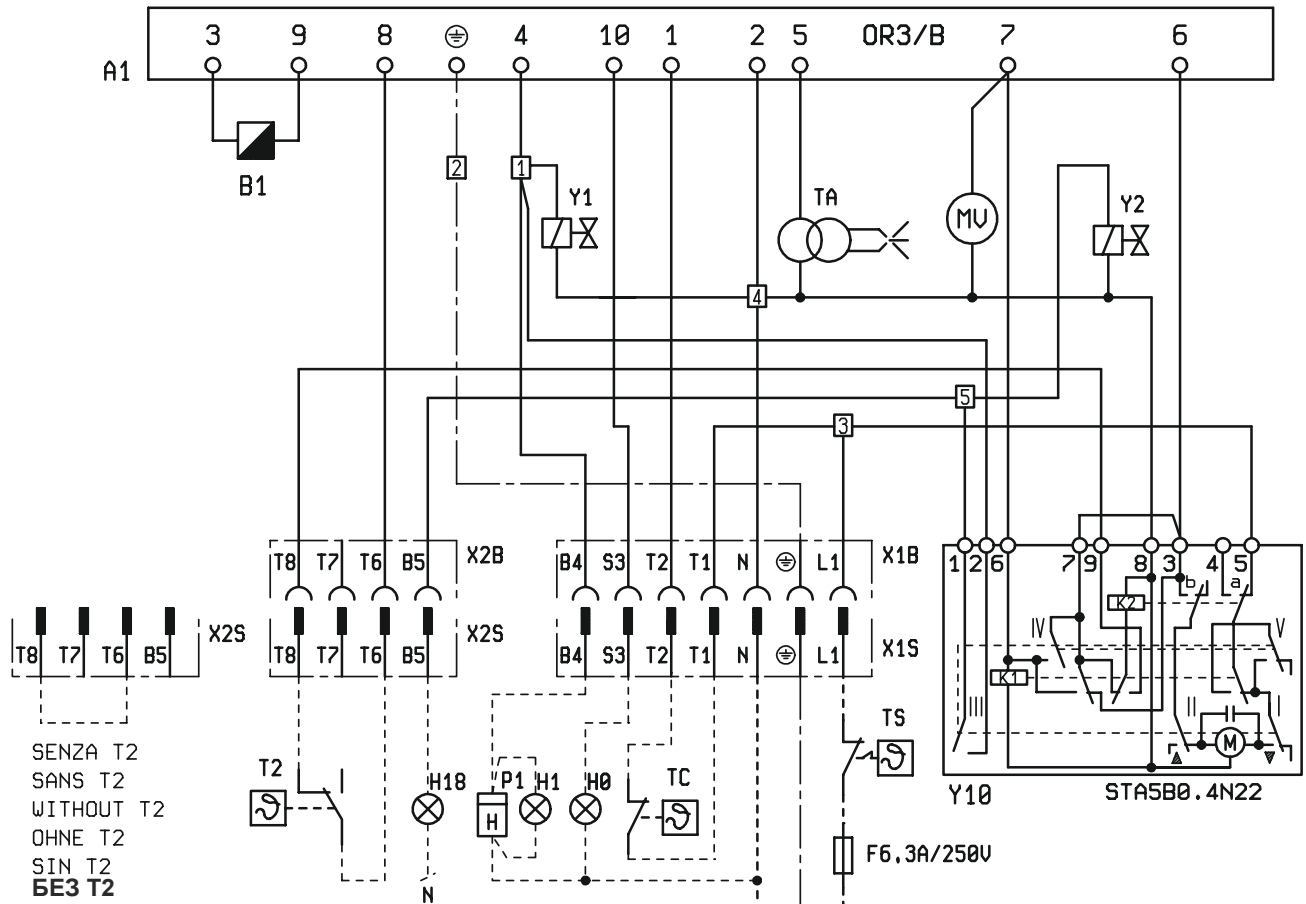 3 9 8 4 10 1 2 5 OR3/B 7 6
A1
B1
2
1
Y1
TA
MV
Y2
4
5
3
T8 T7 T6 B5 X2B
B4 S3 T2 T1 N L1 X1B
1 2 6 7 9 8 3 4 5
b a
K2
IV V
K1
III II I
M
T8 T7 T6 B5 X2S
T8 T7 T6 B5 X2S
B4 S3 T2 T1 N L1 X1S
TS
Y10 STA5B0.4N22
SENZA T2
SANS T2
WITHOUT T2
OHNE T2
SIN T2
БЕЗ T2
T2
H18
N
P1 H1 H0
H
TC
F6,3A/250V